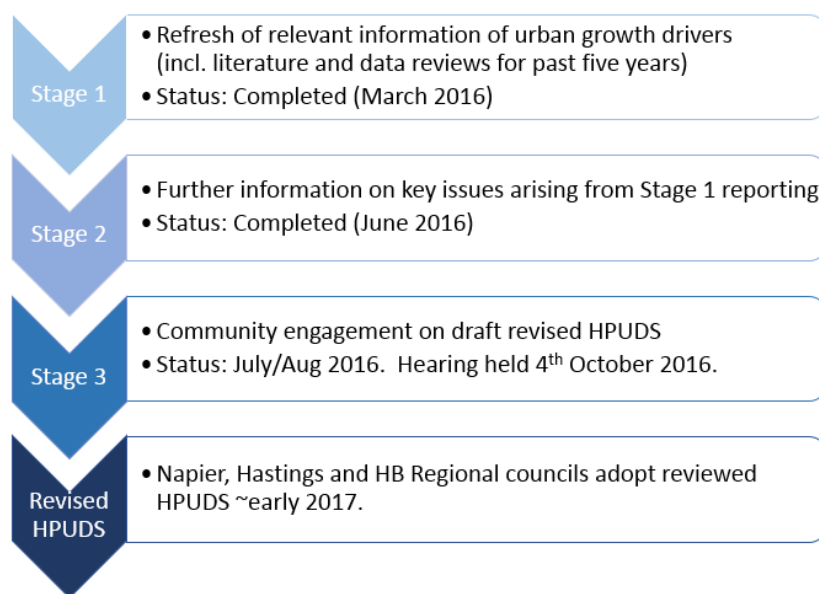 Stage 1
• Refresh of relevant information of urban growth drivers
(incl. literature and data reviews for past five years)
• Status: Completed (March 2016)
Stage 2
• Further information on key issues arising from Stage 1 reporting
• Status: Completed (June 2016)
Stage 3
• Community engagement on draft revised HPUDS
• Status: July/Aug 2016.  Hearing held 4th October 2016.
Revised
HPUDS
• Napier, Hastings and HB Regional councils adopt reviewed
HPUDS ~early 2017.